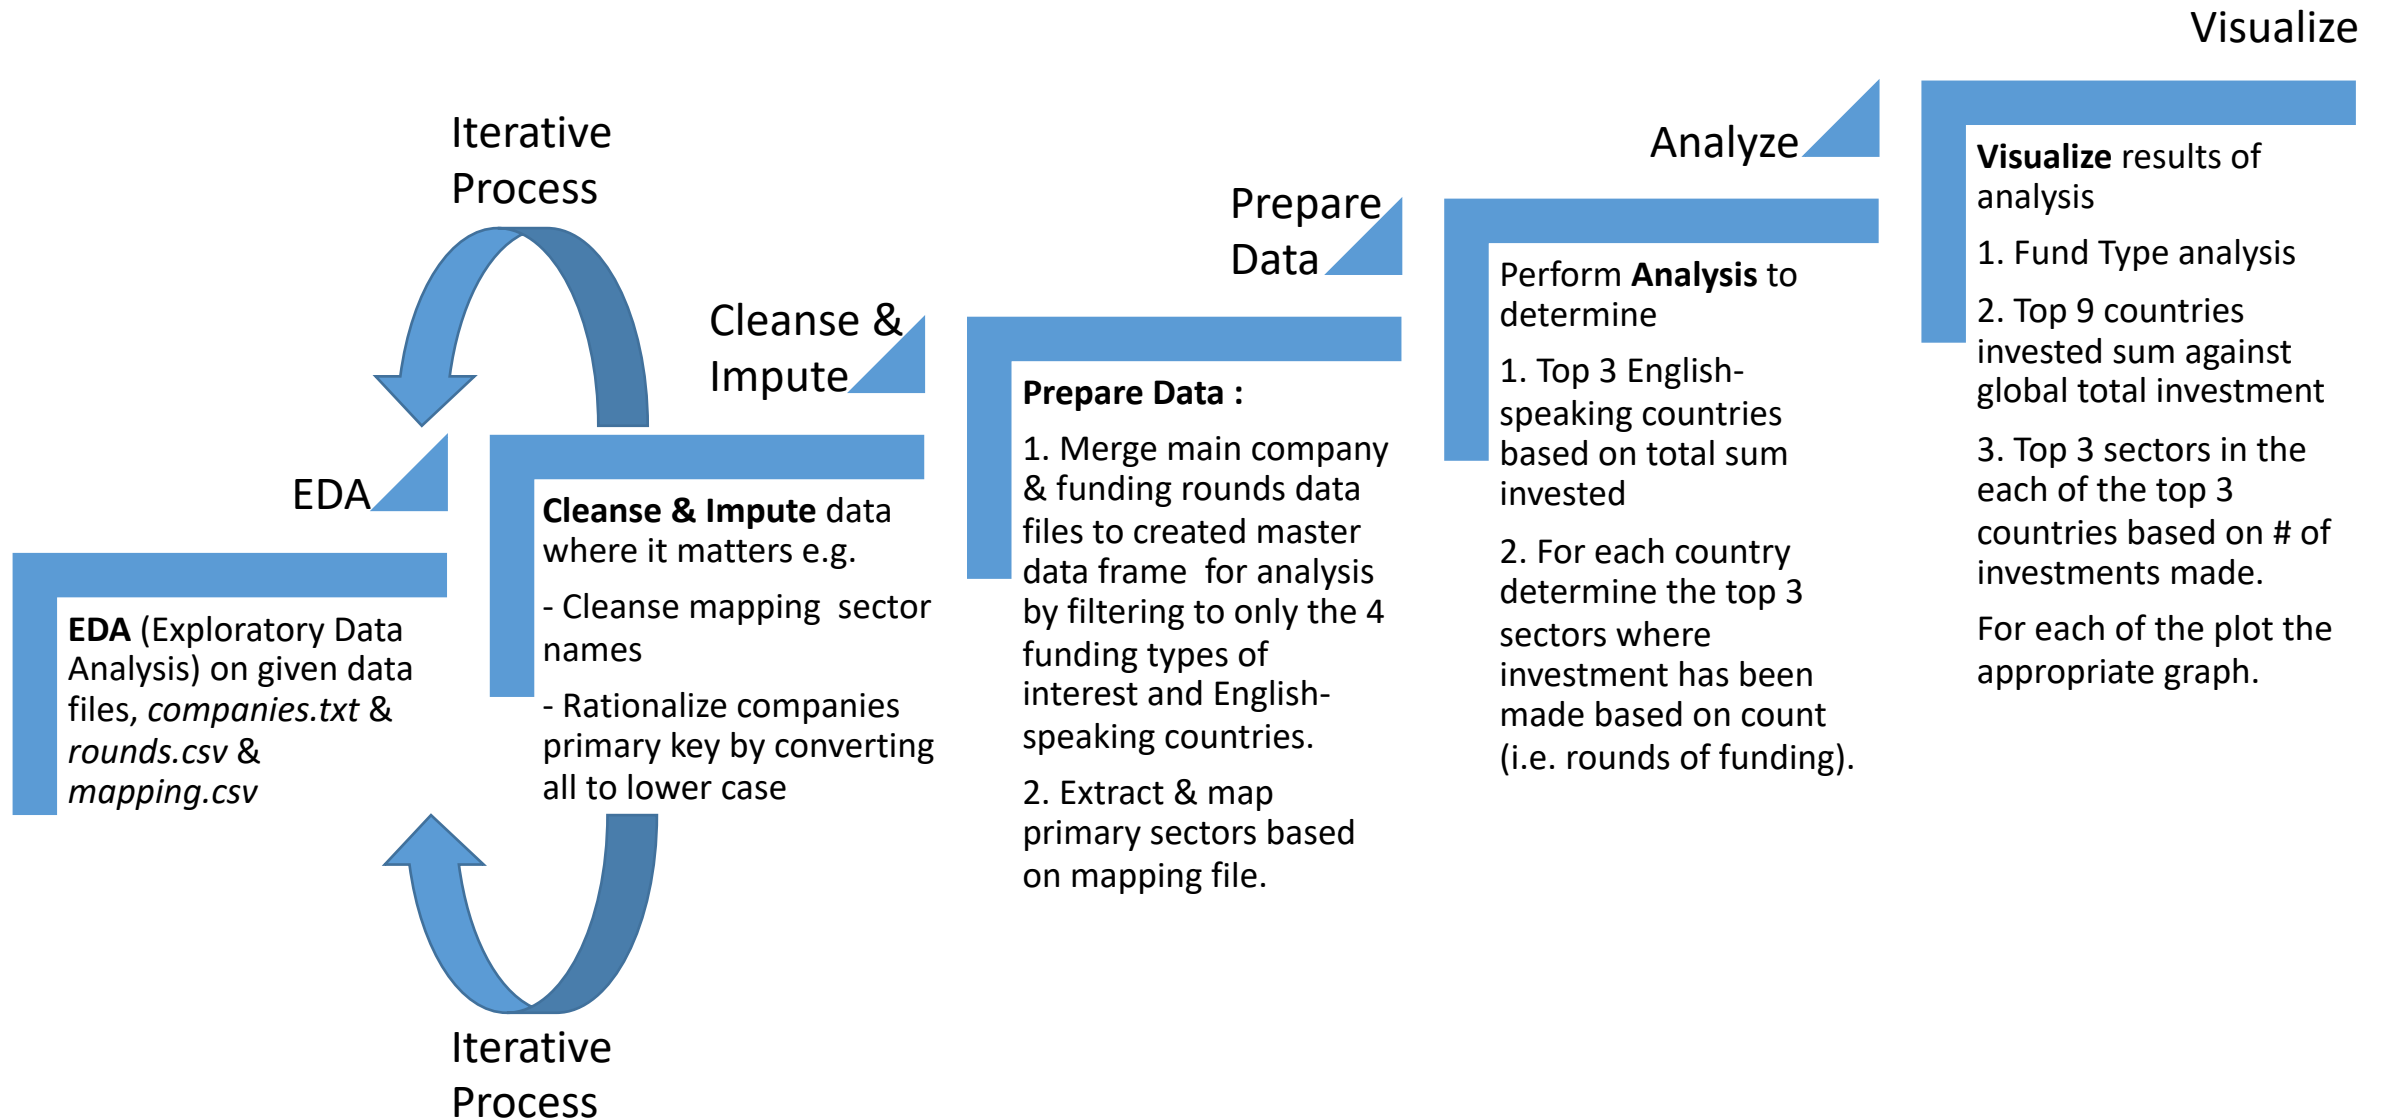 Iterative
Process
EDA
EDA (Exploratory Data
Analysis) on given data
files, companies.txt &
rounds.csv &
mapping.csv
Cleanse &
Impute
Cleanse & Impute data
where it matters e.g.
- Cleanse mapping  sector
names
- Rationalize companies
primary key by converting
all to lower case
Iterative
Process
Prepare
Data
Prepare Data :
1. Merge main company
& funding rounds data
files to created master
data frame  for analysis
by filtering to only the 4
funding types of
interest and English-
speaking countries.
2. Extract & map
primary sectors based
on mapping file.
Analyze
Perform Analysis to
determine
1. Top 3 English-
speaking countries
based on total sum
invested
2. For each country
determine the top 3
sectors where
investment has been
made based on count
(i.e. rounds of funding).
Visualize
Visualize results of
analysis
1. Fund Type analysis
2. Top 9 countries
invested sum against
global total investment
3. Top 3 sectors in the
each of the top 3
countries based on # of
investments made.
For each of the plot the
appropriate graph.